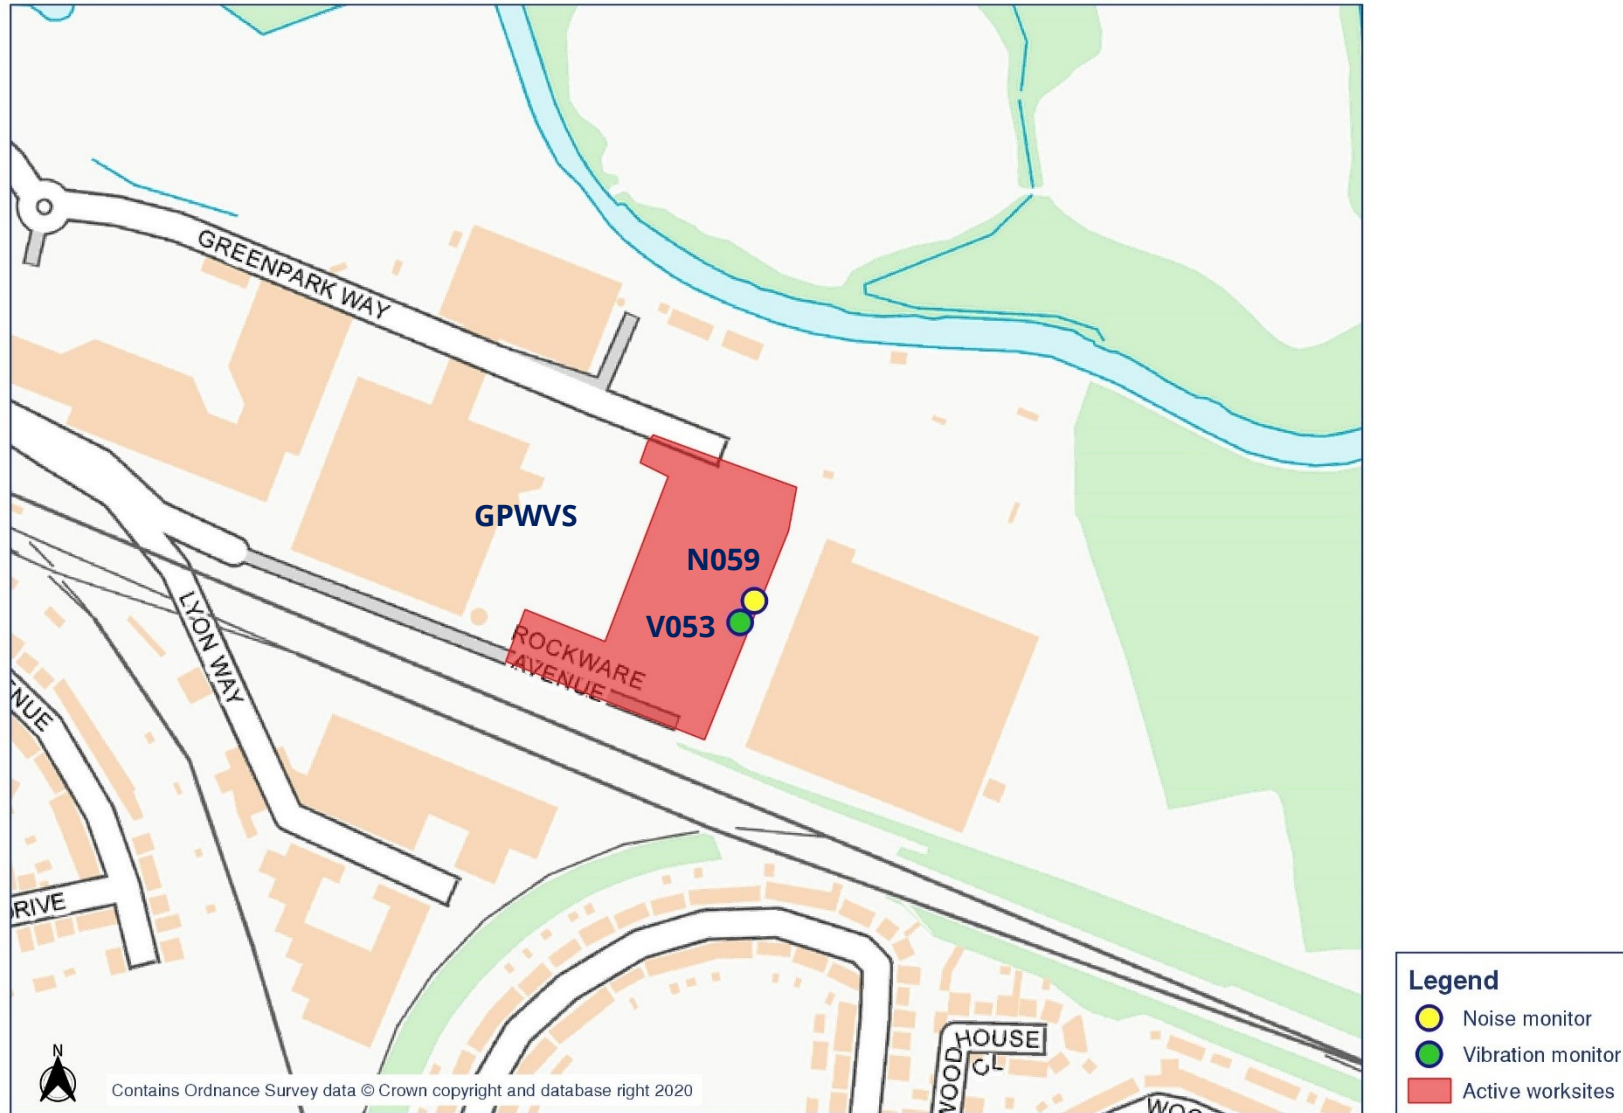 GREENPARK WAY
GPWVS
N059
V053
ROCKWARE
AVENUE
LYON WAY
NUE
DRIVE
HOUSE
CL
WOOD
WOO
N
Contains Ordnance Survey data © Crown copyright and database right 2020
Legend
Noise monitor
Vibration monitor
Active worksites